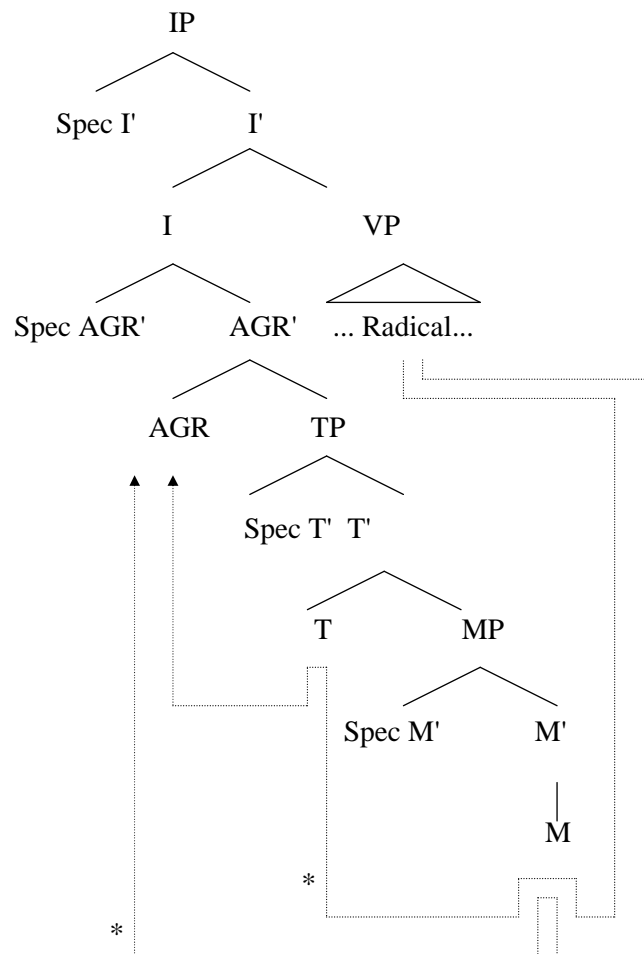 IP
Spec I' I'
I VP
Spec AGR' AGR' ... Radical...
AGR TP
Spec T' T'
T MP
Spec M' M'
M
*
*